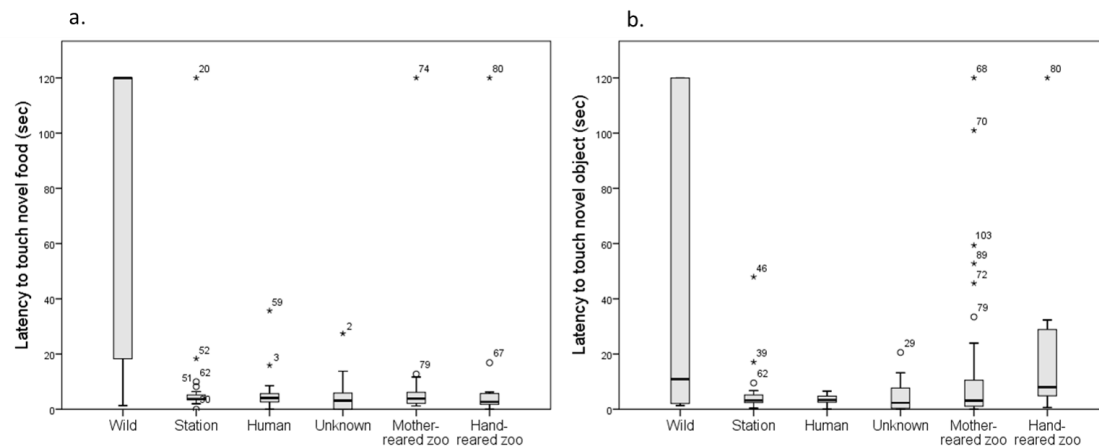 a.
Latency to touch novel food (sec)
120
100
80
60
40
20
0
20
52
51
62
59
3
2
74
79
80
67
Wild
Station
Human
Unknown
Mother-
reared zoo
Hand-
reared zoo
b.
Latency to touch novel object (sec)
120
100
80
60
40
20
0
46
39
62
29
68
70
103
89
72
79
80
Wild
Station
Human
Unknown
Mother-
reared zoo
Hand-
reared zoo